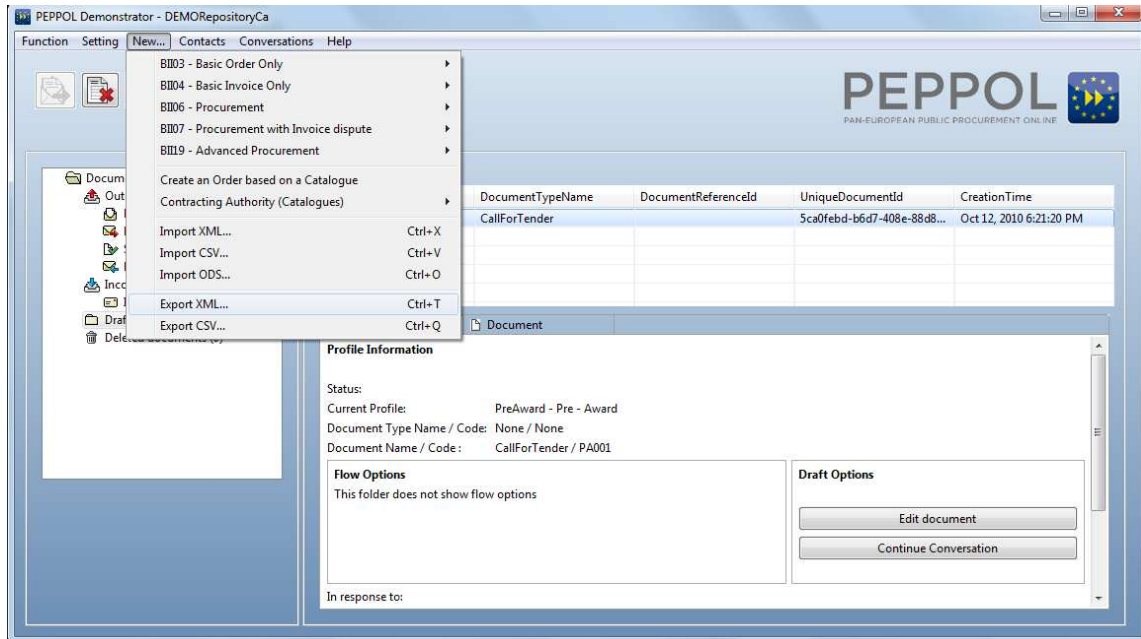 PEPPOL Demonstrator - DEMORepositoryCa
Function Setting New... Contacts Conversations Help
BII03 - Basic Order Only
BII04 - Basic Invoice Only
BII06 - Procurement
BII07 - Procurement with Invoice dispute
BII19 - Advanced Procurement
Create an Order based on a Catalogue
Contracting Authority (Catalogues)
Import XML... Ctrl+X
Import CSV... Ctrl+V
Import ODS... Ctrl+O
Export XML... Ctrl+T
Export CSV... Ctrl+Q
PEPPOL
PAN-EUROPEAN PUBLIC PROCUREMENT ONLINE
Docum
Out
Inco
Draf
DocumentTypeName DocumentReferenceId UniqueDocumentId CreationTime
CallForTender 5ca0febd-b6d7-408e-88d8... Oct 12, 2010 6:21:20 PM
Document
Profile Information
Status:
Current Profile: PreAward - Pre - Award
Document Type Name / Code: None / None
Document Name / Code : CallForTender / PA001
Flow Options
This folder does not show flow options
Draft Options
Edit document
Continue Conversation
In response to: